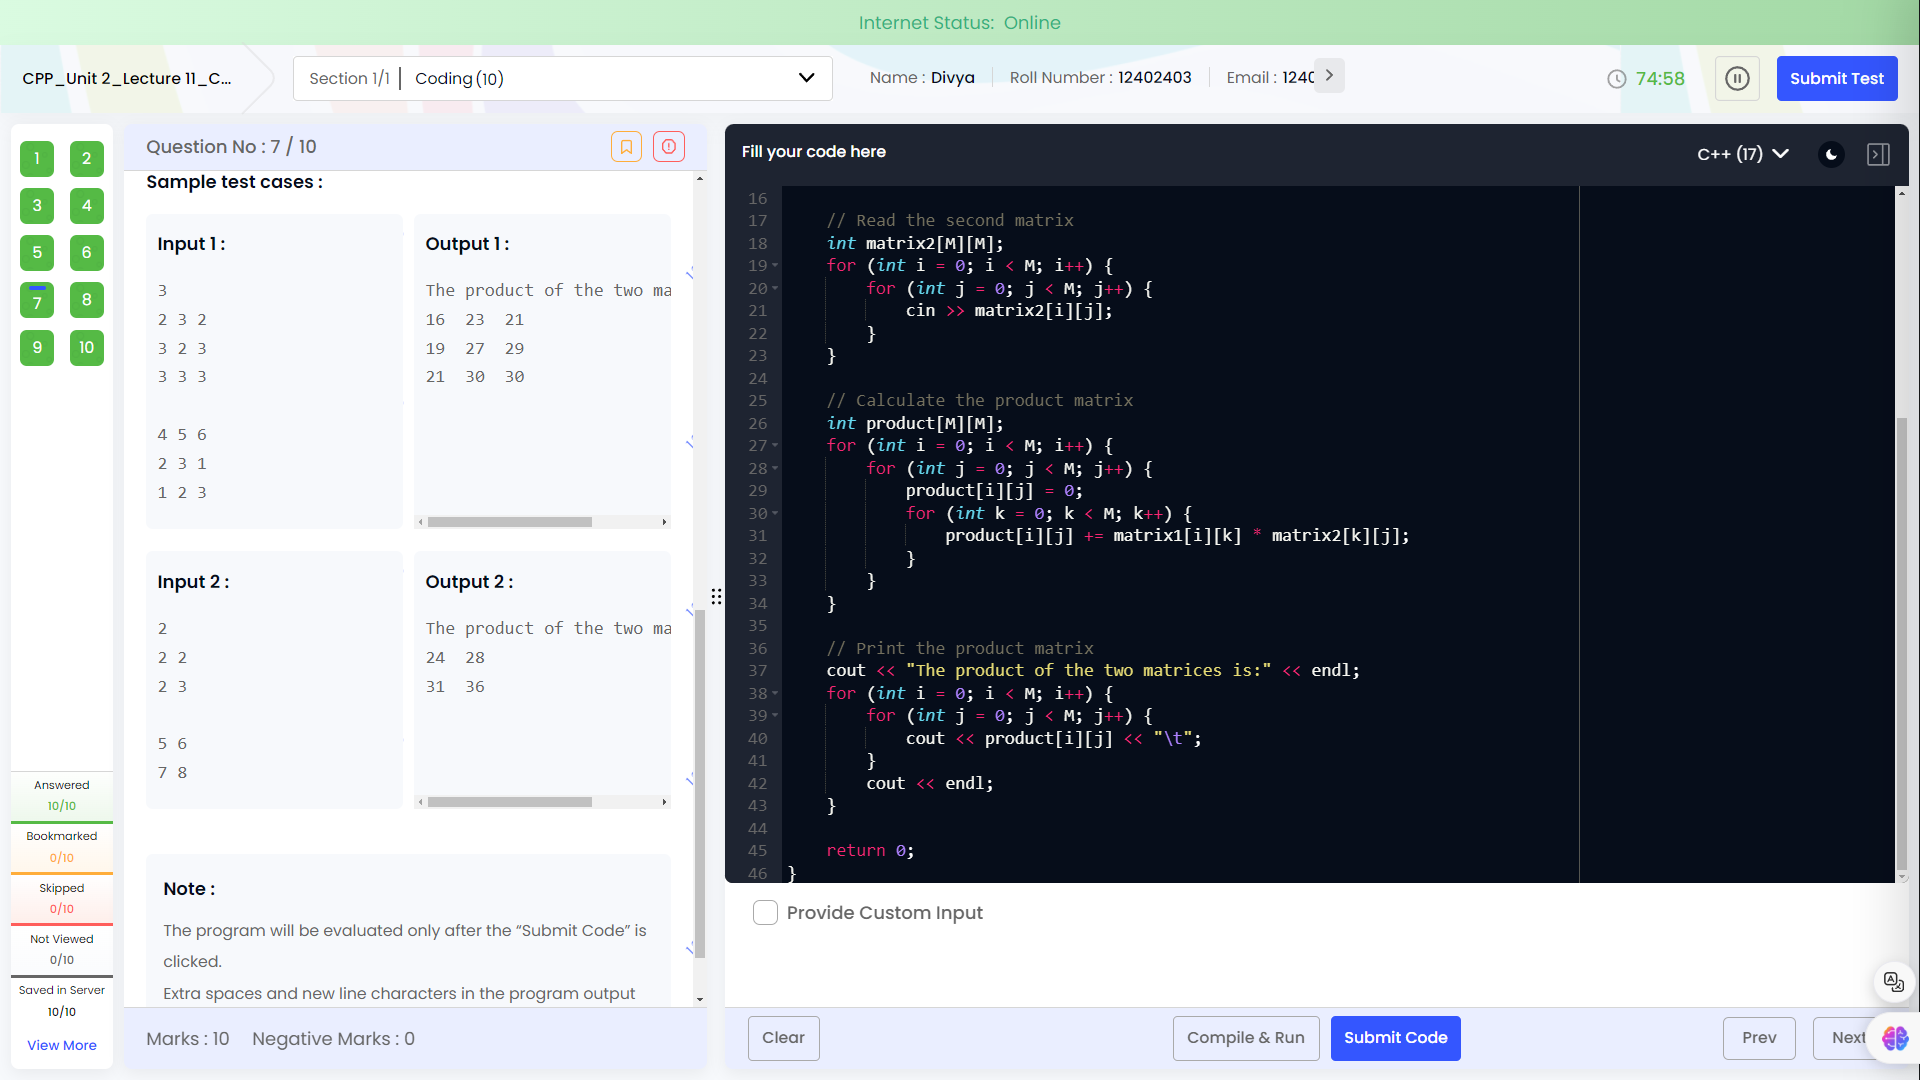 Internet Status: Online
CPP_Unit 2_Lecture 11_C...
Section 1/1 | Coding (10)
Name : Divya
Roll Number : 12402403
Email : 1240
74:58
Submit Test
1 2
3 4
5 6
7 8
9 10
Answered
10/10
Bookmarked
0/10
Skipped
0/10
Not Viewed
0/10
Saved in Server
10/10
View More
Question No : 7 / 10
Sample test cases :
Input 1 :
3
2 3 2
3 2 3
3 3 3
4 5 6
2 3 1
1 2 3
Output 1 :
The product of the two ma
16 23 21
19 27 29
21 30 30
Input 2 :
2
2 2
2 3
5 6
7 8
Output 2 :
The product of the two ma
24 28
31 36
Note :
The program will be evaluated only after the “Submit Code” is
clicked.
Extra spaces and new line characters in the program output
Marks : 10 Negative Marks : 0
Fill your code here
C++ (17)
16
17 // Read the second matrix
18 int matrix2[M][M];
19 for (int i = 0; i < M; i++) {
20 for (int j = 0; j < M; j++) {
21 cin >> matrix2[i][j];
22 }
23 }
24
25 // Calculate the product matrix
26 int product[M][M];
27 for (int i = 0; i < M; i++) {
28 for (int j = 0; j < M; j++) {
29 product[i][j] = 0;
30 for (int k = 0; k < M; k++) {
31 product[i][j] += matrix1[i][k] * matrix2[k][j];
32 }
33 }
34 }
35
36 // Print the product matrix
37 cout << "The product of the two matrices is:" << endl;
38 for (int i = 0; i < M; i++) {
39 for (int j = 0; j < M; j++) {
40 cout << product[i][j] << "\t";
41 }
42 cout << endl;
43 }
44
45 return 0;
46 }
Provide Custom Input
Clear
Compile & Run
Submit Code
Prev
Next